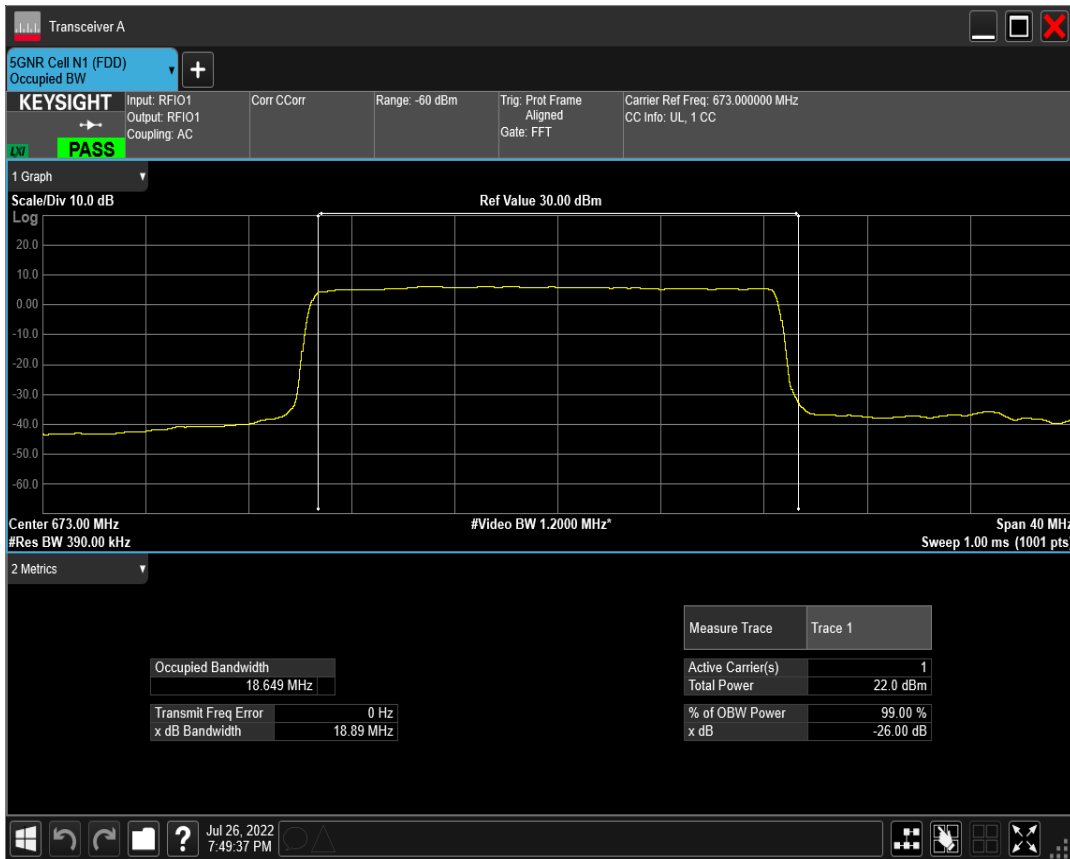 Transceiver A
5GNR Cell N1 (FDD)
Occupied BW
+
KEYSIGHT
LXI
PASS
Input: RFIO1
Output: RFIO1
Coupling: AC
Corr CCorr
Range: -60 dBm
Trig: Prot Frame
Aligned
Gate: FFT
Carrier Ref Freq: 673.000000 MHz
CC Info: UL, 1 CC
1 Graph
Scale/Div 10.0 dB
Ref Value 30.00 dBm
Log
20.0
10.0
0.00
-10.0
-20.0
-30.0
-40.0
-50.0
-60.0
Center 673.00 MHz
#Video BW 1.2000 MHz*
Span 40 MHz
#Res BW 390.00 kHz
Sweep 1.00 ms (1001 pts)
2 Metrics
Measure Trace Trace 1
Occupied Bandwidth
18.649 MHz
Active Carrier(s) 1
Total Power 22.0 dBm
Transmit Freq Error 0 Hz
x dB Bandwidth 18.89 MHz
% of OBW Power 99.00 %
x dB -26.00 dB
?
Jul 26, 2022
7:49:37 PM